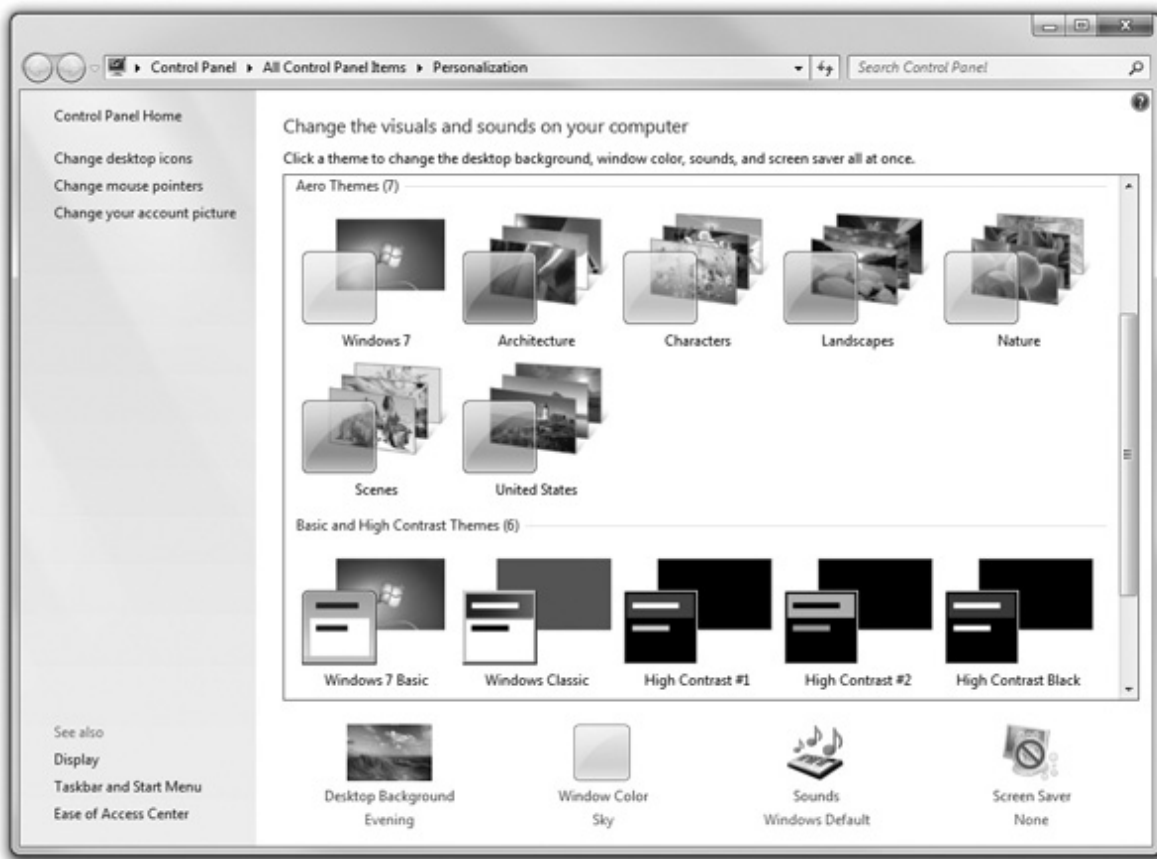 Control Panel ▸ All Control Panel Items ▸ Personalization
Search Control Panel
Control Panel Home
Change desktop icons
Change mouse pointers
Change your account picture
Change the visuals and sounds on your computer
Click a theme to change the desktop background, window color, sounds, and screen saver all at once.
Aero Themes (7)
Windows 7 Architecture Characters Landscapes Nature
Scenes United States
Basic and High Contrast Themes (6)
Windows 7 Basic Windows Classic High Contrast #1 High Contrast #2 High Contrast Black
See also
Display
Taskbar and Start Menu
Ease of Access Center
Desktop Background Window Color Sounds Screen Saver
Evening Sky Windows Default None